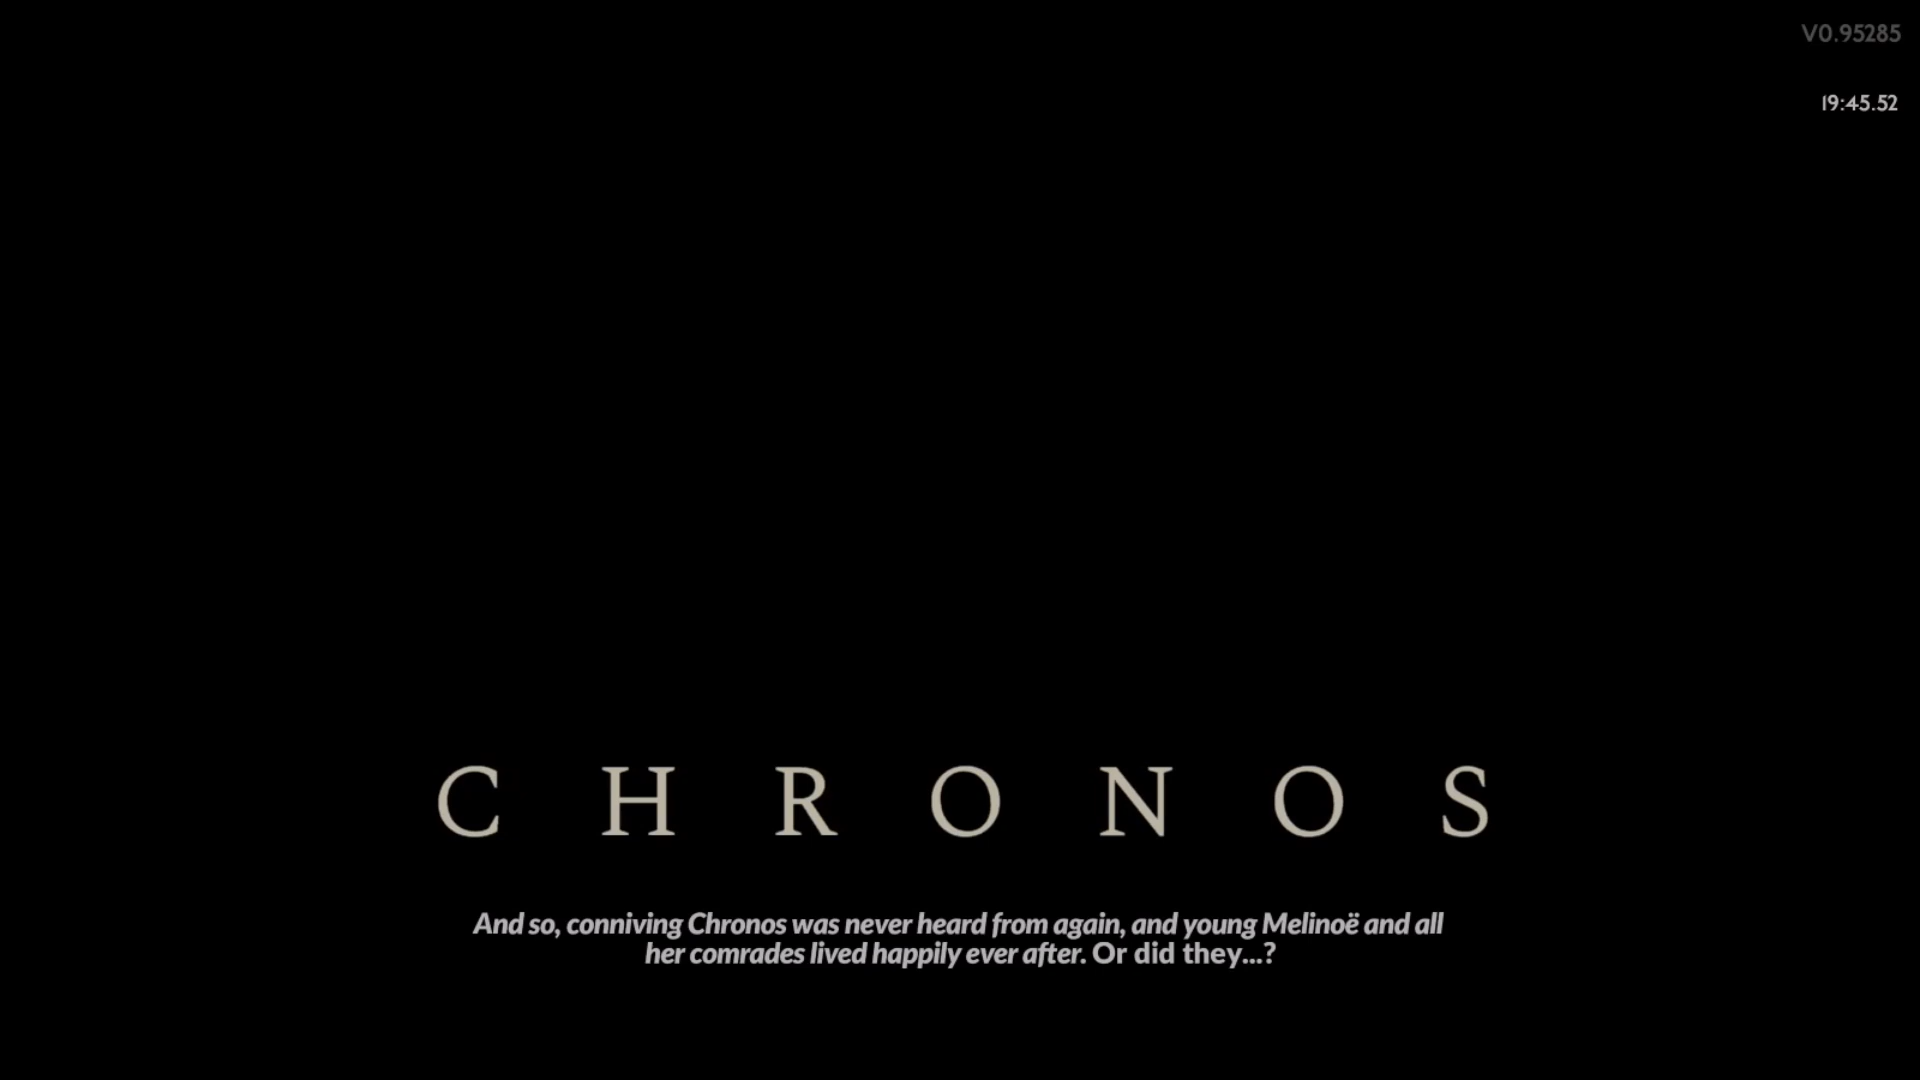 V0.95285
19:45.52
C H R O N O S
And so, conniving Chronos was never heard from again, and young Melinoë and all
her comrades lived happily ever after. Or did they...?